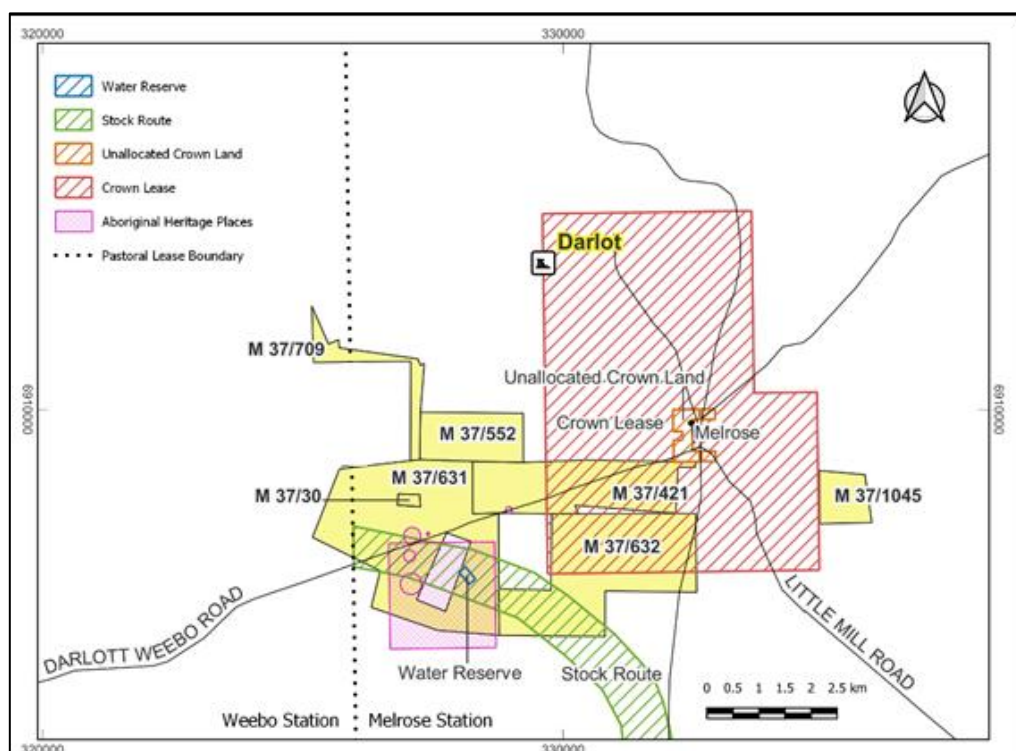 320000
330000
Water Reserve
Stock Route
Unallocated Crown Land
Crown Lease
Aboriginal Heritage Places
Pastoral Lease Boundary
Darlot
M 37/709
Unallocated Crown Land
6910000
6910000
Crown Lease
Melrose
M 37/552
M 37/631
M 37/30
M 37/421
M 37/1045
M 37/632
DARLOTT WEEBO ROAD
LITTLE MILL ROAD
Water Reserve
Stock Route
0 0.5 1 1.5 2 2.5 km
Weebo Station
Melrose Station
320000
330000